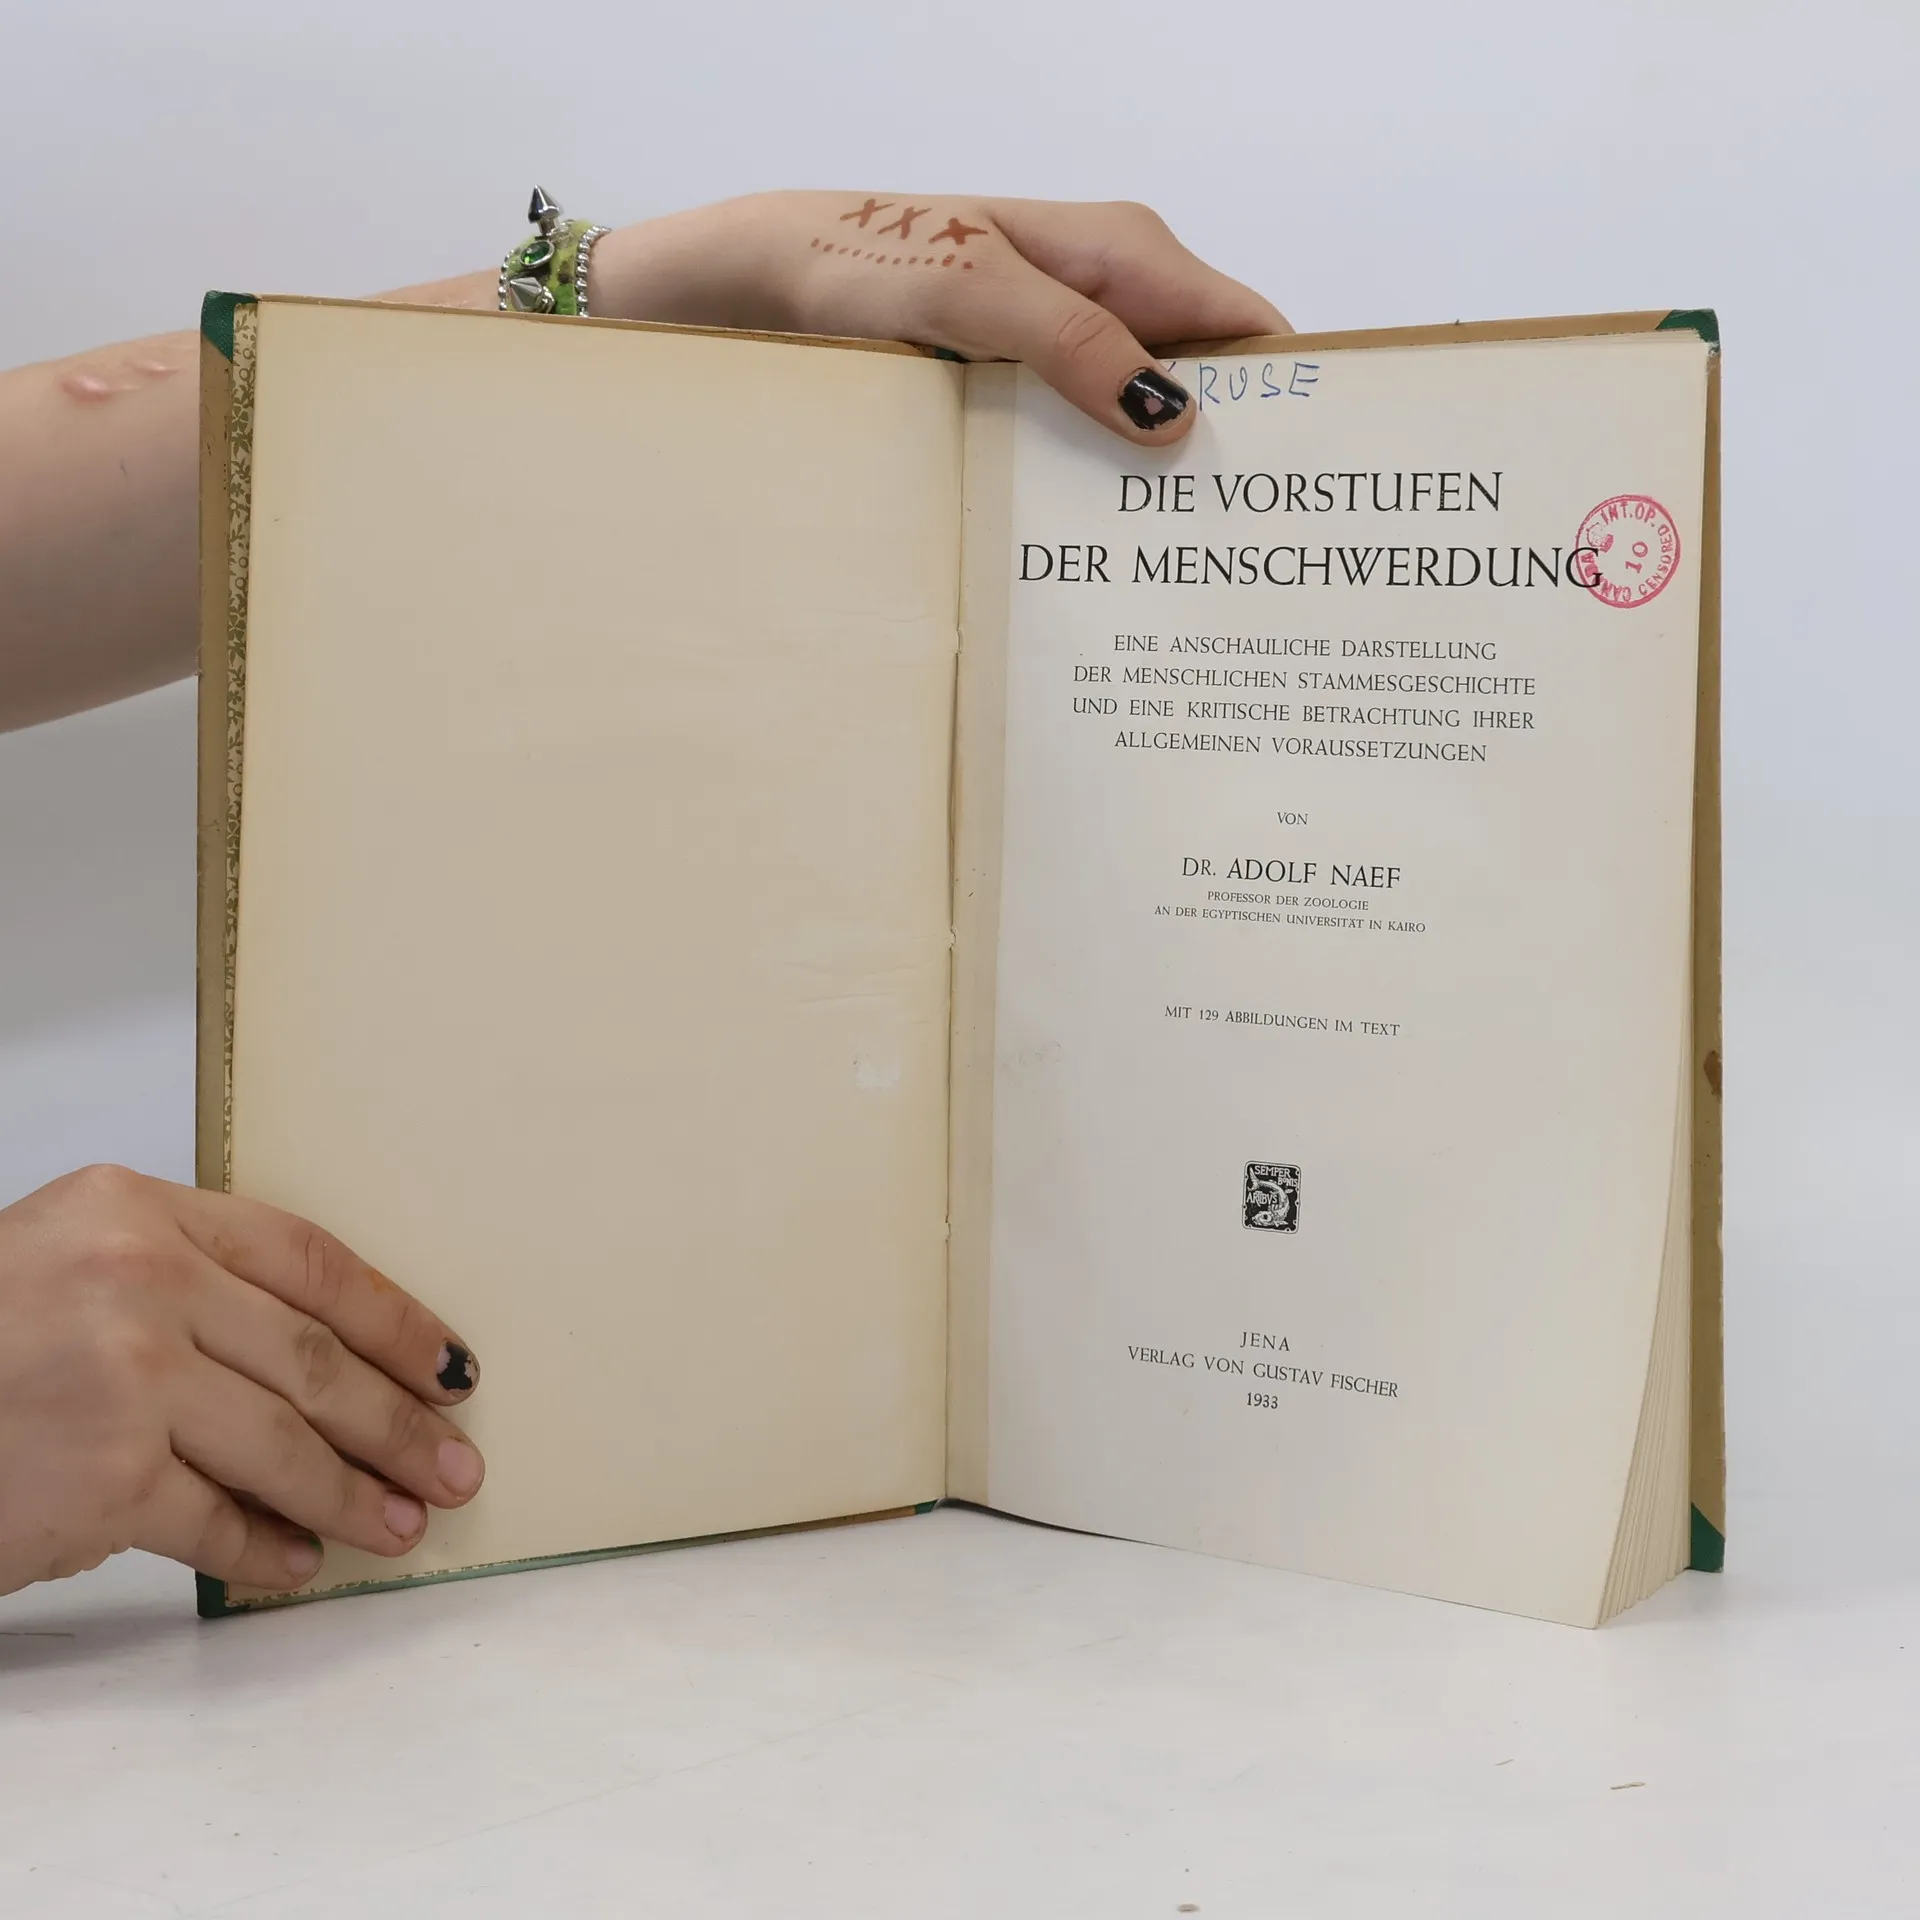 KRUSE
DIE VORSTUFEN
DER MENSCHWERDUNG
INT. OP.
10
CANADA CENSORED
EINE ANSCHAULICHE DARSTELLUNG
DER MENSCHLICHEN STAMMESGESCHICHTE
UND EINE KRITISCHE BETRACHTUNG IHRER
ALLGEMEINEN VORAUSSETZUNGEN
VON
DR. ADOLF NAEF
PROFESSOR DER ZOOLOGIE
AN DER EGYPTISCHEN UNIVERSITÄT IN KAIRO
MIT 129 ABBILDUNGEN IM TEXT
SEMPER
BONIS
ARTIBVS
JENA
VERLAG VON GUSTAV FISCHER
1933